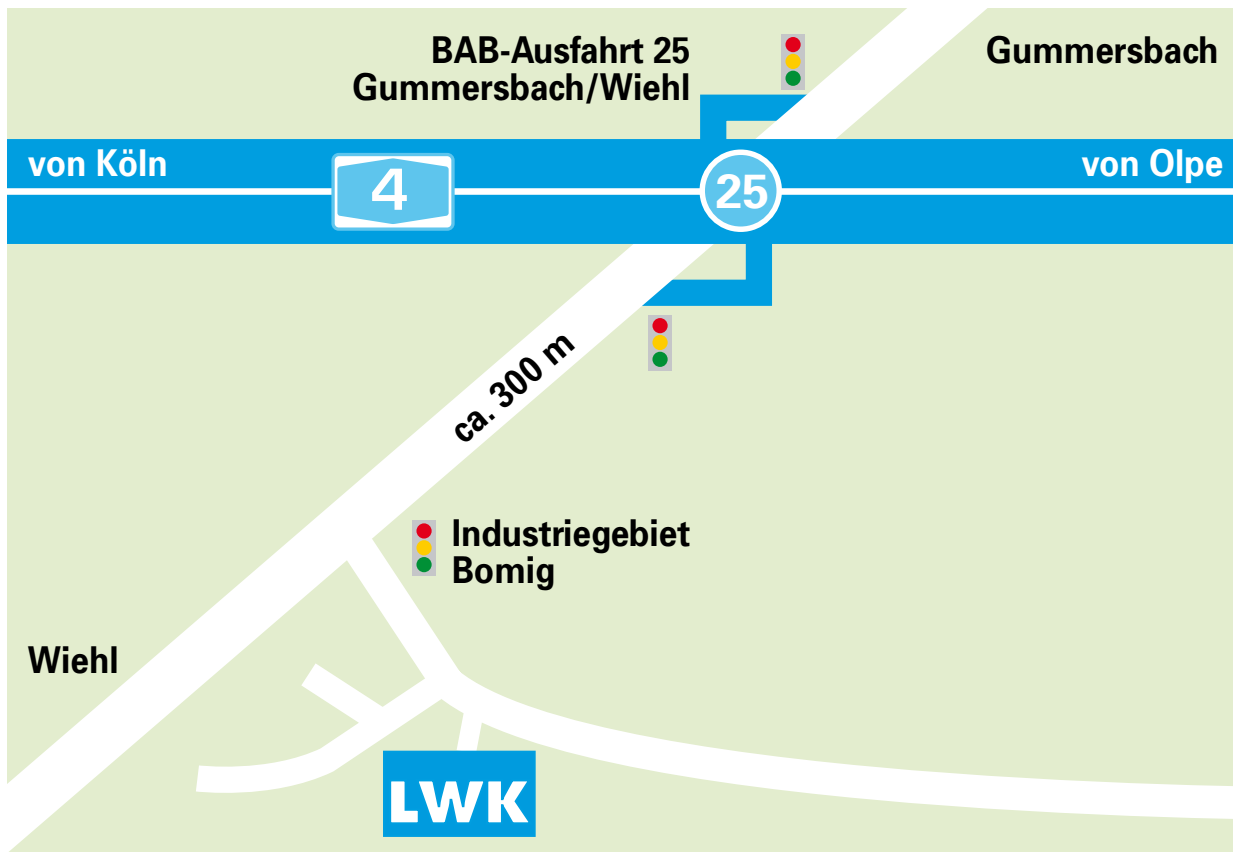 BAB-Ausfahrt 25
Gummersbach/Wiehl
Gummersbach
von Köln
4
25
von Olpe
ca. 300 m
Industriegebiet
Bomig
Wiehl
LWK